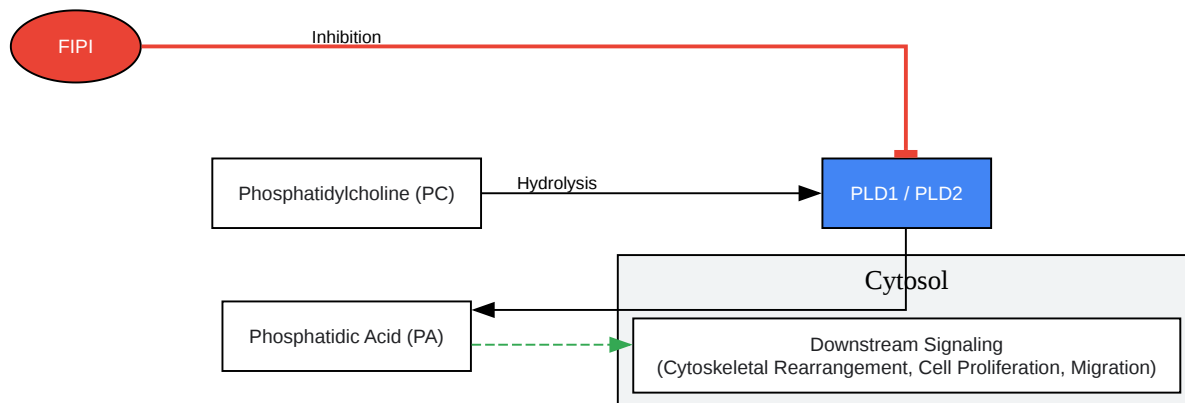 FIPI
Inhibition
Phosphatidylcholine (PC)
Hydrolysis
PLD1 / PLD2
Cytosol
Phosphatidic Acid (PA)
Downstream Signaling
(Cytoskeletal Rearrangement, Cell Proliferation, Migration)